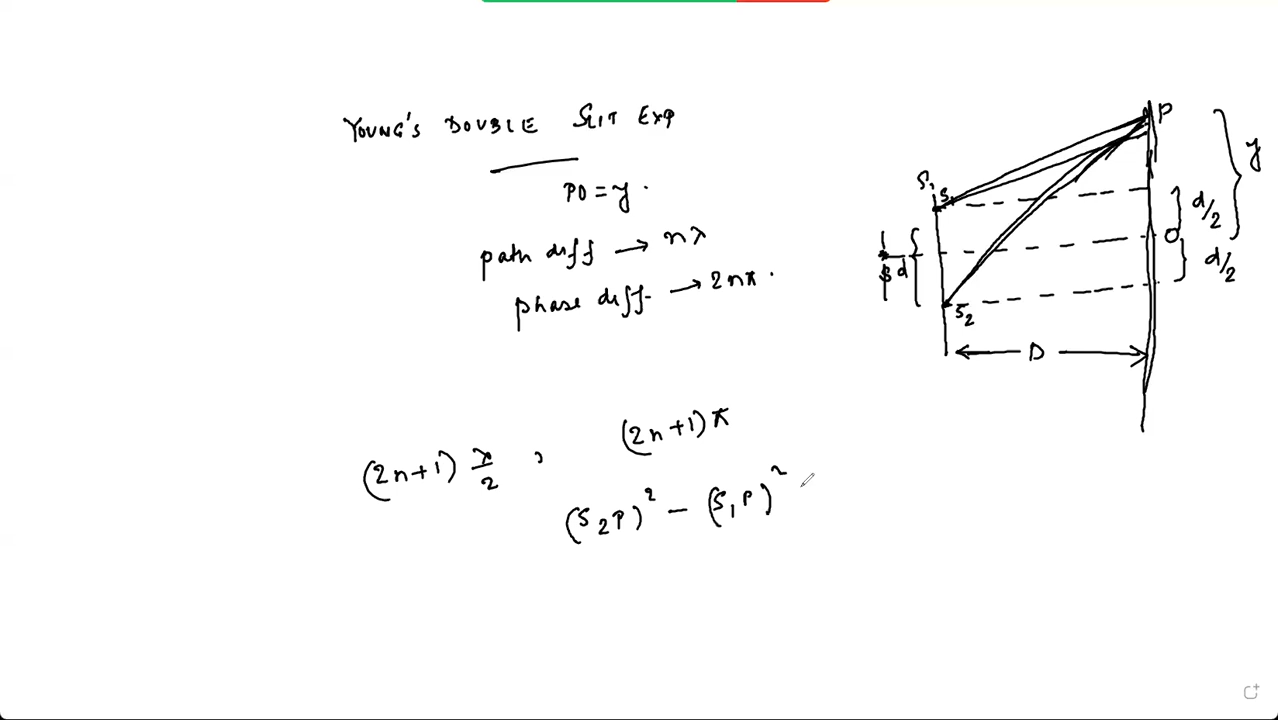 YOUNG'S DOUBLE SLIT EXP
PO = y.
path diff → nλ
phase diff. → 2nπ.
(2n+1) λ/2 , (2n+1) π
(S₂P)² − (S₁P)²
P
y
S₁
S₁
d/2
O
S
d
d/2
S₂
D